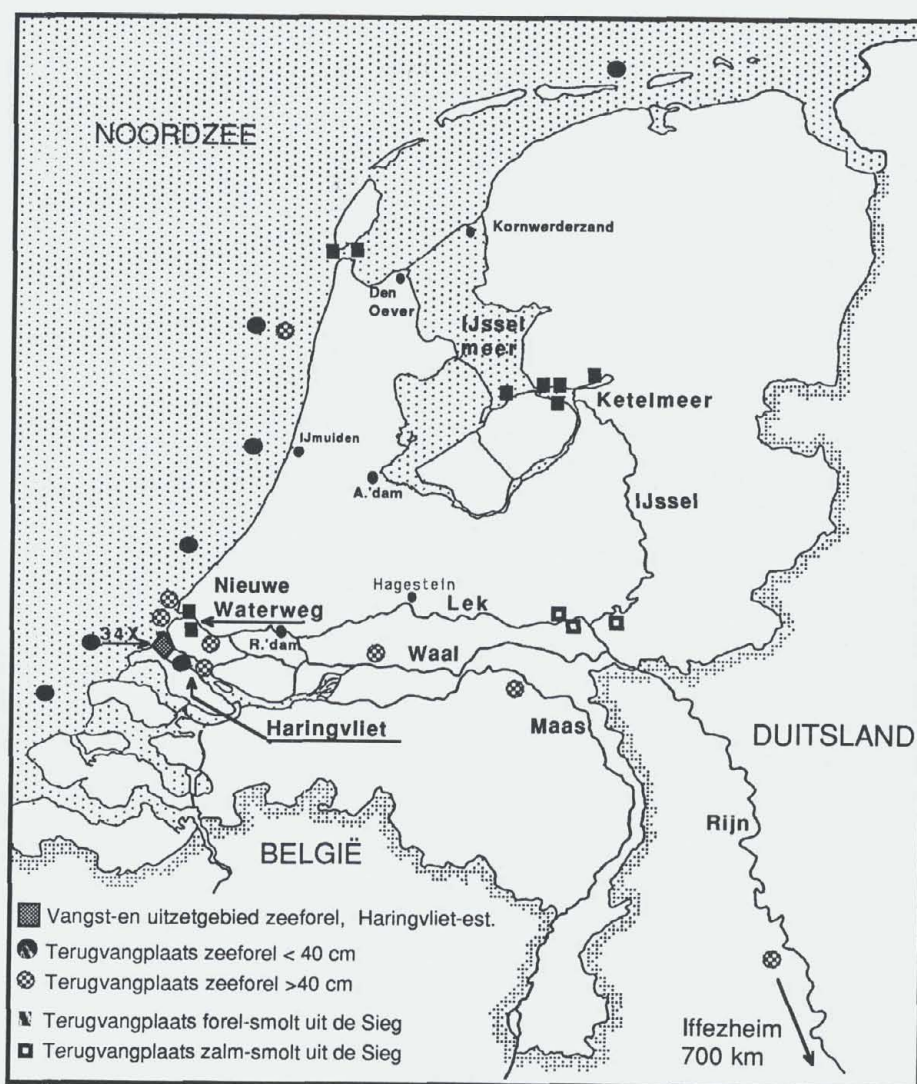 NOORDZEE
Kornwerderzand
Den
Oever
IJssel
meer
Ketelmeer
IJmuiden
A.'dam
IJssel
Nieuwe
Waterweg
Hagestein
Lek
34X
R.'dam
Waal
Haringvliet
Maas
DUITSLAND
Rijn
BELGIË
Vangst-en uitzetgebied zeeforel, Haringvliet-est.
Terugvangplaats zeeforel < 40 cm
Terugvangplaats zeeforel >40 cm
Terugvangplaats forel-smolt uit de Sieg
Terugvangplaats zalm-smolt uit de Sieg
Iffezheim
700 km